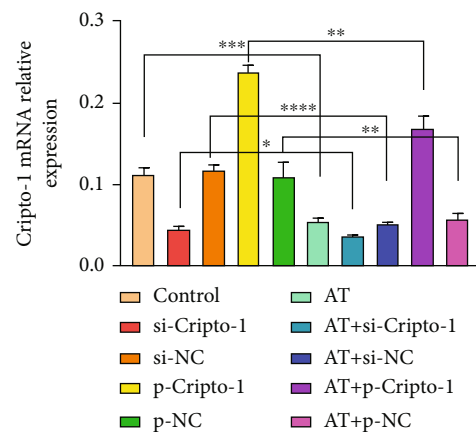 Cripto-1 mRNA relative
expression
0.3
0.2
0.1
0.0
***
**
****
*
**
Control
si-Cripto-1
si-NC
p-Cripto-1
p-NC
AT
AT+si-Cripto-1
AT+si-NC
AT+p-Cripto-1
AT+p-NC